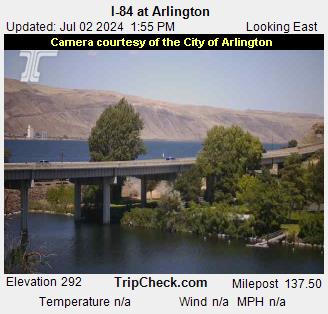 I-84 at Arlington
Updated: Jul 02 2024 1:55 PM Looking East
Camera courtesy of the City of Arlington
Elevation 292 TripCheck.com Milepost 137.50
Temperature n/a Wind n/a MPH n/a